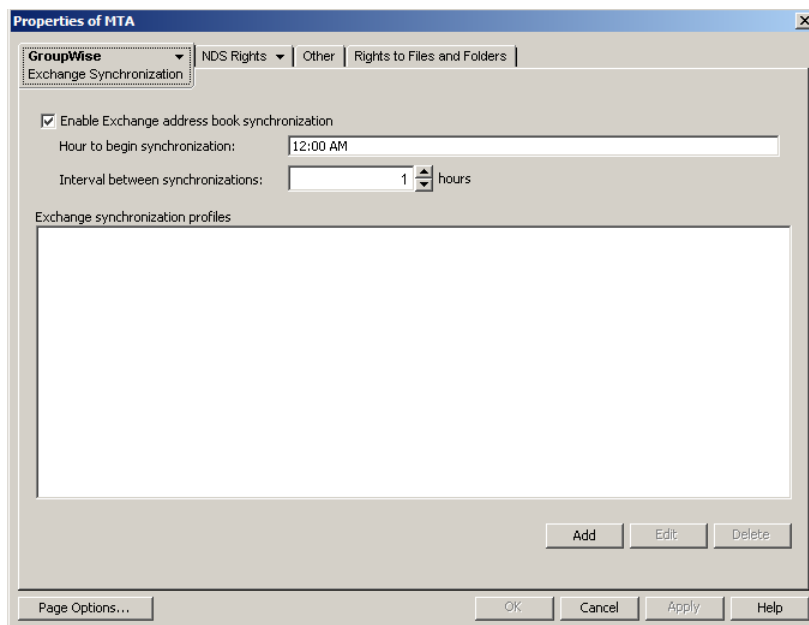 Properties of MTA
GroupWise NDS Rights Other Rights to Files and Folders
Exchange Synchronization
Enable Exchange address book synchronization
Hour to begin synchronization: 12:00 AM
Interval between synchronizations: 1 hours
Exchange synchronization profiles
Add Edit Delete
Page Options... OK Cancel Apply Help